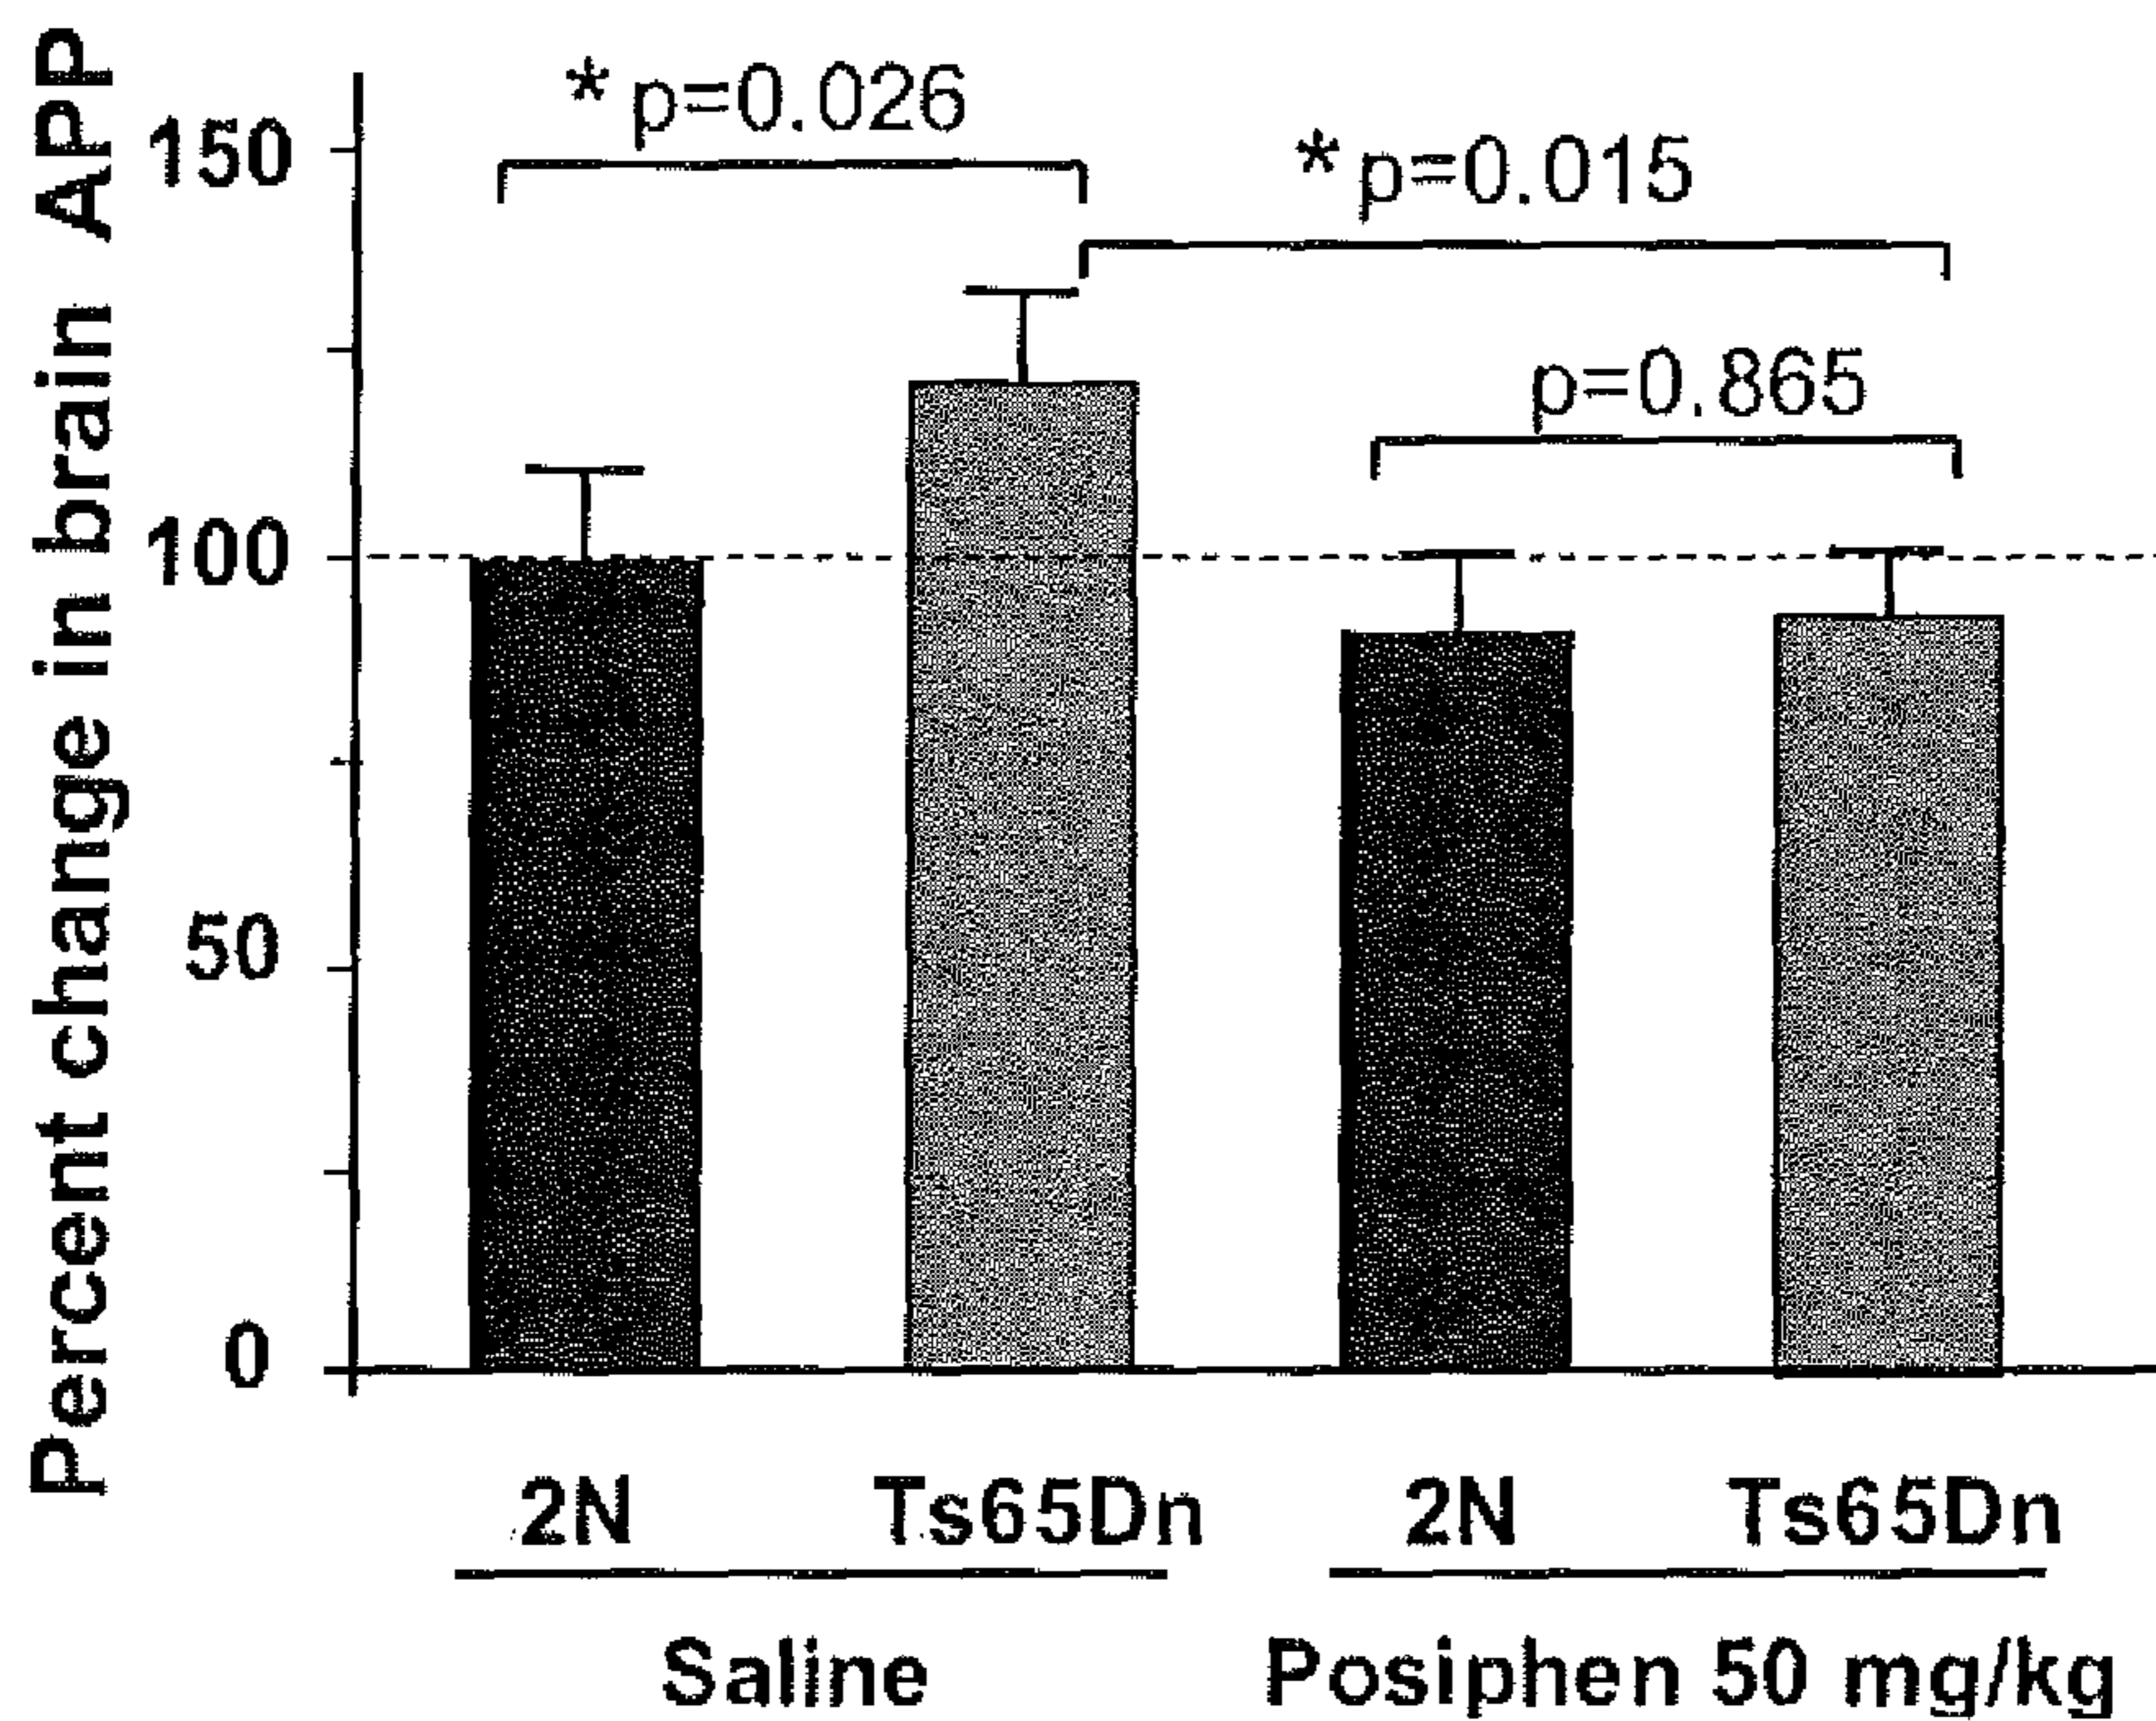 Percent change in brain APP
150
100
50
0
*p=0.026
*p=0.015
p=0.865
2N Ts65Dn 2N Ts65Dn
Saline Posiphen 50 mg/kg